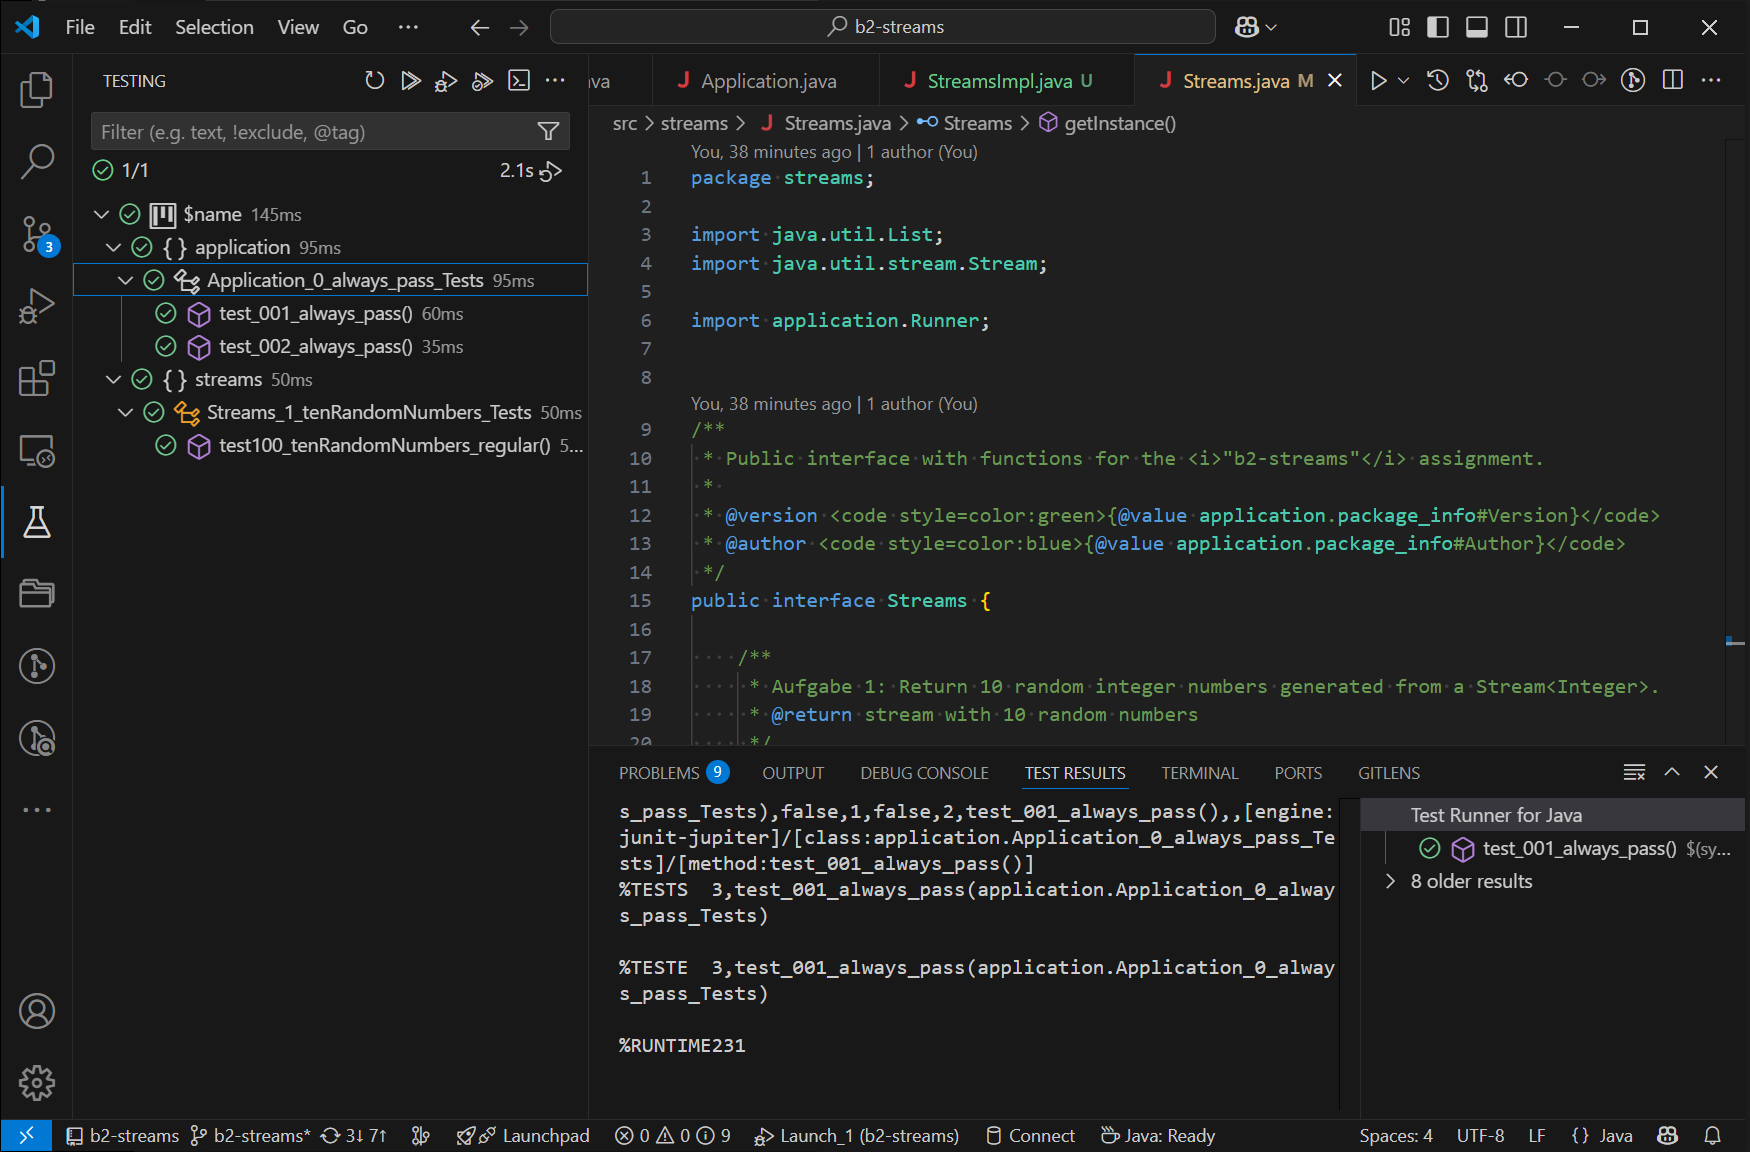 File Edit Selection View Go ··· b2-streams
TESTING
Filter (e.g. text, !exclude, @tag)
1/1 2.1s
$name 145ms
{} application 95ms
Application_0_always_pass_Tests 95ms
test_001_always_pass() 60ms
test_002_always_pass() 35ms
{} streams 50ms
Streams_1_tenRandomNumbers_Tests 50ms
test100_tenRandomNumbers_regular() 5...
3
va J Application.java J StreamsImpl.java U J Streams.java M
src > streams > J Streams.java > Streams > getInstance()
You, 38 minutes ago | 1 author (You)
1 package streams;
2
3 import java.util.List;
4 import java.util.stream.Stream;
5
6 import application.Runner;
7
8
You, 38 minutes ago | 1 author (You)
9 /**
10 * Public interface with functions for the <i>"b2-streams"</i> assignment.
11 *
12 * @version <code style=color:green>{@value application.package_info#Version}</code>
13 * @author <code style=color:blue>{@value application.package_info#Author}</code>
14 */
15 public interface Streams {
16
17 /**
18 * Aufgabe 1: Return 10 random integer numbers generated from a Stream<Integer>.
19 * @return stream with 10 random numbers
20 */
PROBLEMS 9 OUTPUT DEBUG CONSOLE TEST RESULTS TERMINAL PORTS GITLENS
s_pass_Tests),false,1,false,2,test_001_always_pass(),,[engine:
junit-jupiter]/[class:application.Application_0_always_pass_Te
sts]/[method:test_001_always_pass()]
%TESTS  3,test_001_always_pass(application.Application_0_alway
s_pass_Tests)
%TESTE  3,test_001_always_pass(application.Application_0_alway
s_pass_Tests)
%RUNTIME231
Test Runner for Java
test_001_always_pass() $(sy...
8 older results
b2-streams b2-streams* 3↓ 7↑ Launchpad 0 0 9 Launch_1 (b2-streams) Connect Java: Ready Spaces: 4 UTF-8 LF {} Java